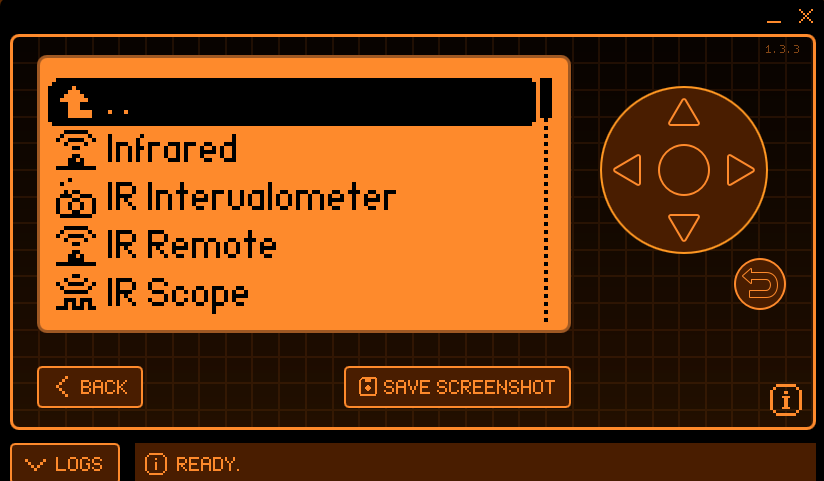 1.3.3
..
Infrared
IR Intervalometer
IR Remote
IR Scope
BACK
SAVE SCREENSHOT
LOGS
READY.